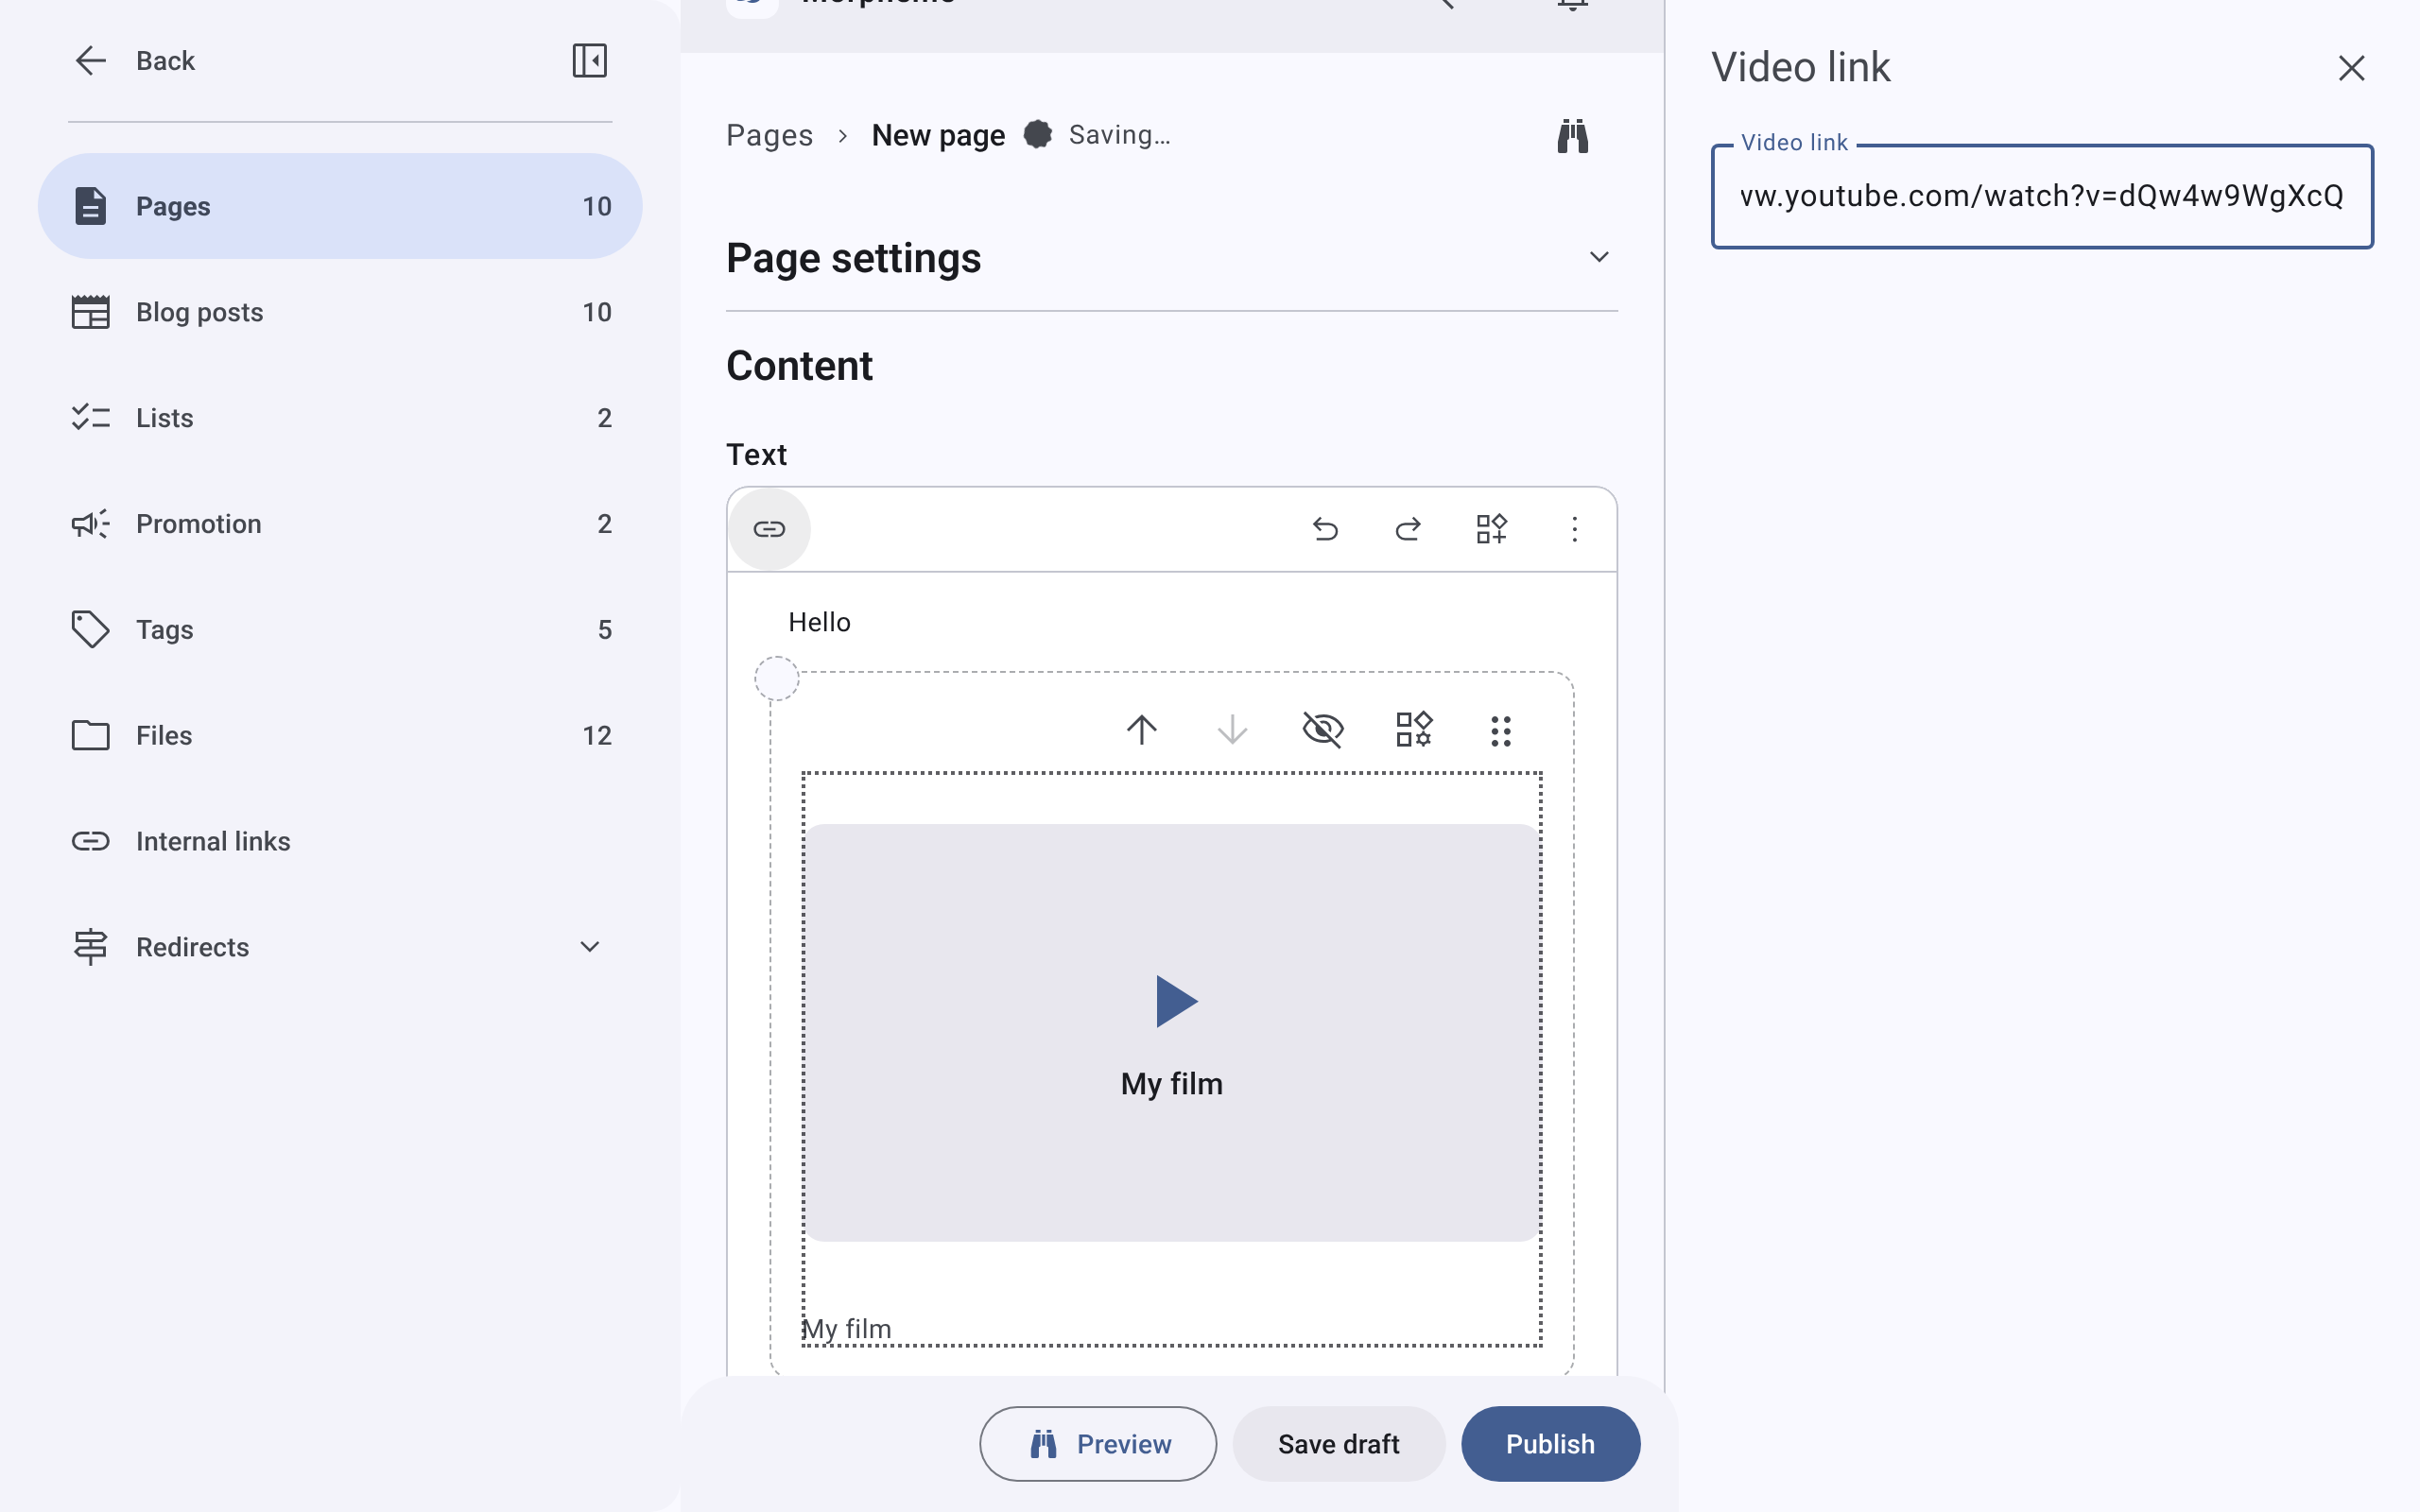 Back
Pages 10
Blog posts 10
Lists 2
Promotion 2
Tags 5
Files 12
Internal links
Redirects
Pages > New page Saving...
Page settings
Content
Text
Hello
My film
My film
Preview
Save draft
Publish
Video link
Video link
vw.youtube.com/watch?v=dQw4w9WgXcQ